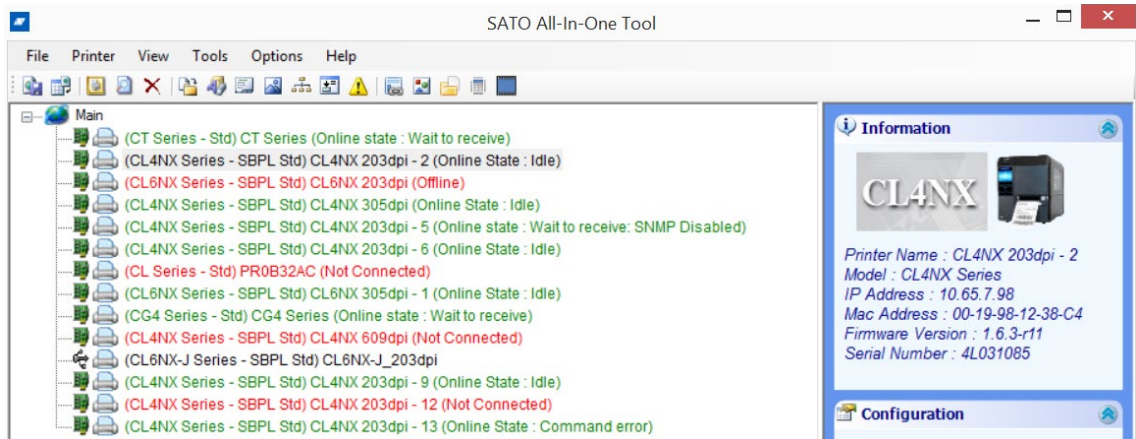 SATO All-In-One Tool
File Printer View Tools Options Help
Main
(CT Series - Std) CT Series (Online state : Wait to receive)
(CL4NX Series - SBPL Std) CL4NX 203dpi - 2 (Online State : Idle)
(CL6NX Series - SBPL Std) CL6NX 203dpi (Offline)
(CL4NX Series - SBPL Std) CL4NX 305dpi (Online State : Idle)
(CL4NX Series - SBPL Std) CL4NX 203dpi - 5 (Online state : Wait to receive: SNMP Disabled)
(CL4NX Series - SBPL Std) CL4NX 203dpi - 6 (Online State : Idle)
(CL Series - Std) PR0B32AC (Not Connected)
(CL6NX Series - SBPL Std) CL6NX 305dpi - 1 (Online State : Idle)
(CG4 Series - Std) CG4 Series (Online state : Wait to receive)
(CL4NX Series - SBPL Std) CL4NX 609dpi (Not Connected)
(CL6NX-J Series - SBPL Std) CL6NX-J_203dpi
(CL4NX Series - SBPL Std) CL4NX 203dpi - 9 (Online State : Idle)
(CL4NX Series - SBPL Std) CL4NX 203dpi - 12 (Not Connected)
(CL4NX Series - SBPL Std) CL4NX 203dpi - 13 (Online State : Command error)
Information
CL4NX
Printer Name : CL4NX 203dpi - 2
Model : CL4NX Series
IP Address : 10.65.7.98
Mac Address : 00-19-98-12-38-C4
Firmware Version : 1.6.3-r11
Serial Number : 4L031085
Configuration